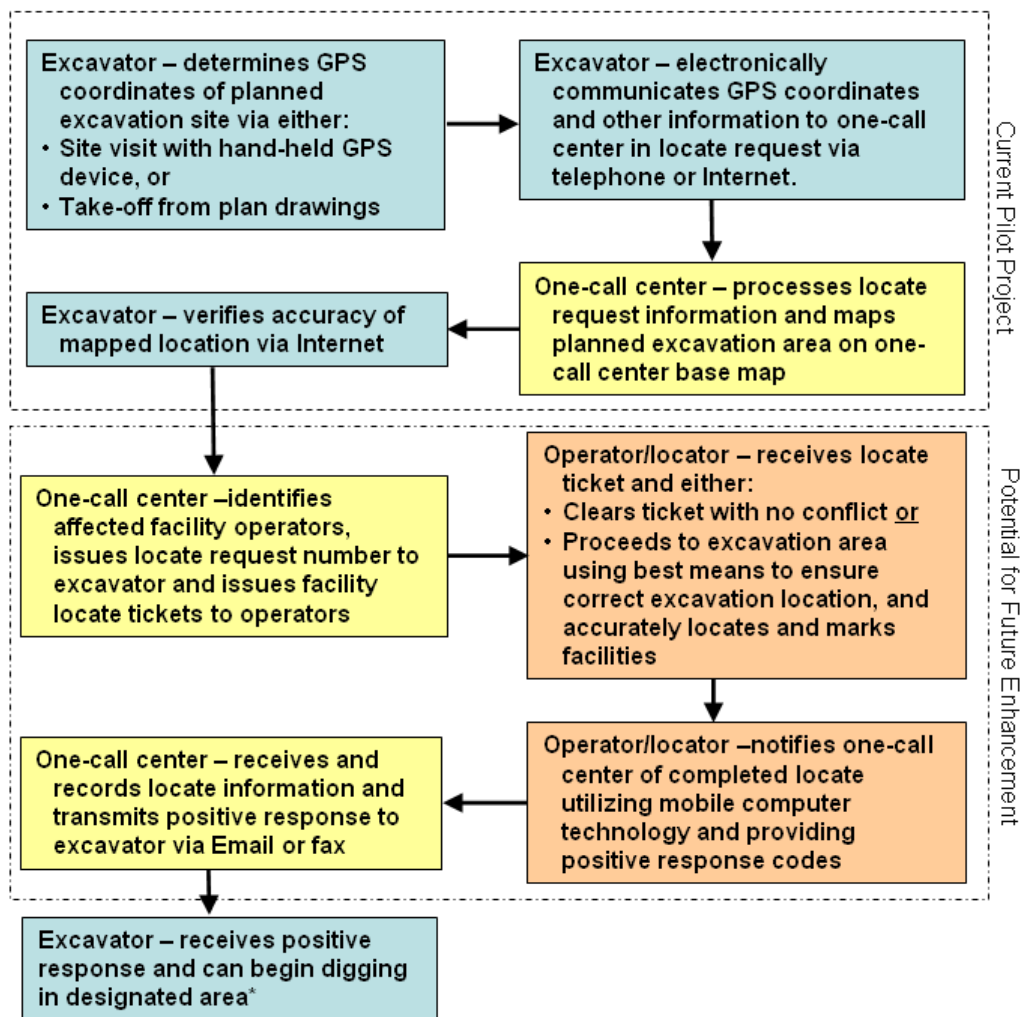 Excavator – determines GPS
coordinates of planned
excavation site via either:
• Site visit with hand-held GPS
device, or
• Take-off from plan drawings
Excavator – electronically
communicates GPS coordinates
and other information to one-call
center in locate request via
telephone or Internet.
One-call center – processes locate
request information and maps
planned excavation area on one-
call center base map
Excavator – verifies accuracy of
mapped location via Internet
Current Pilot Project
One-call center –identifies
affected facility operators,
issues locate request number to
excavator and issues facility
locate tickets to operators
Operator/locator – receives locate
ticket and either:
• Clears ticket with no conflict or
• Proceeds to excavation area
using best means to ensure
correct excavation location, and
accurately locates and marks
facilities
Operator/locator –notifies one-call
center of completed locate
utilizing mobile computer
technology and providing
positive response codes
One-call center – receives and
records locate information and
transmits positive response to
excavator via Email or fax
Potential for Future Enhancement
Excavator – receives positive
response and can begin digging
in designated area*